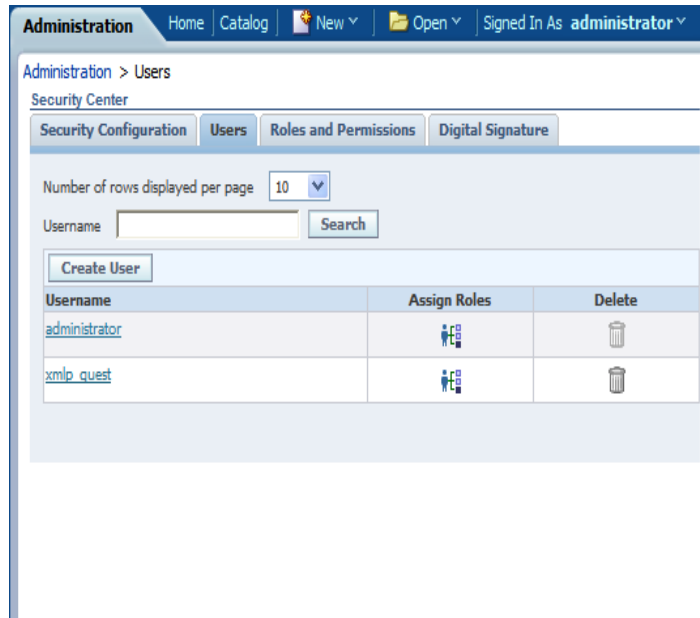 Administration Home Catalog New Open Signed In As administrator
Administration > Users
Security Center
Security Configuration Users Roles and Permissions Digital Signature
Number of rows displayed per page 10
Username Search
Create User
Username Assign Roles Delete
administrator
xmlp_guest